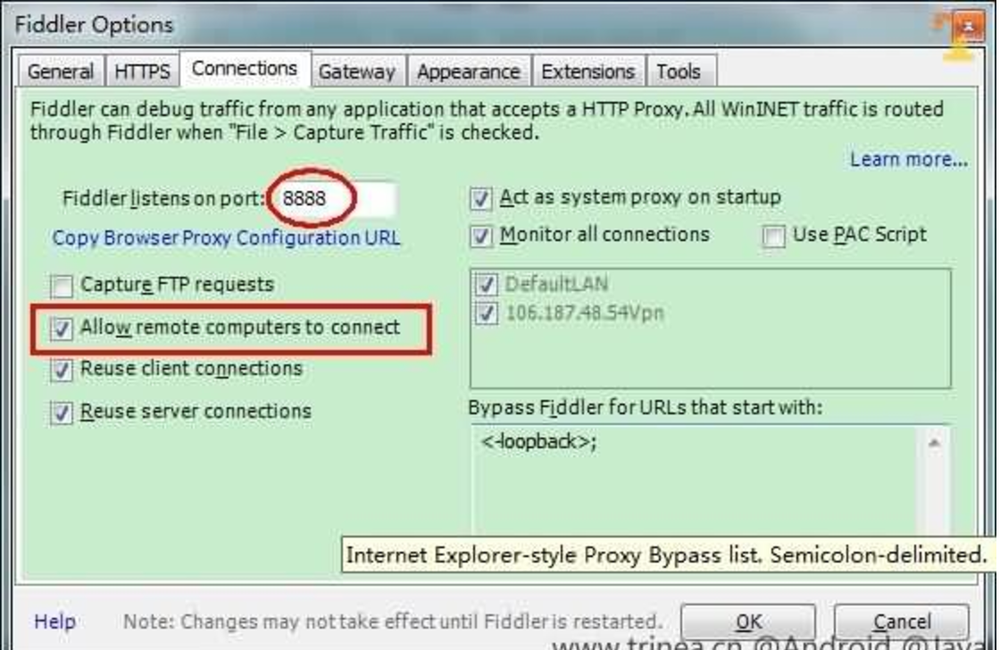 Fiddler Options
General HTTPS Connections Gateway Appearance Extensions Tools
Fiddler can debug traffic from any application that accepts a HTTP Proxy. All WinINET traffic is routed
through Fiddler when "File > Capture Traffic" is checked.
Learn more...
Fiddler listens on port: 8888
Act as system proxy on startup
Copy Browser Proxy Configuration URL
Monitor all connections
Use PAC Script
Capture FTP requests
DefaultLAN
106.187.48.54Vpn
Allow remote computers to connect
Reuse client connections
Reuse server connections
Bypass Fiddler for URLs that start with:
<-loopback>;
Internet Explorer-style Proxy Bypass list. Semicolon-delimited.
Help
Note: Changes may not take effect until Fiddler is restarted.
OK
Cancel
www.trinea.cn @Android @Java